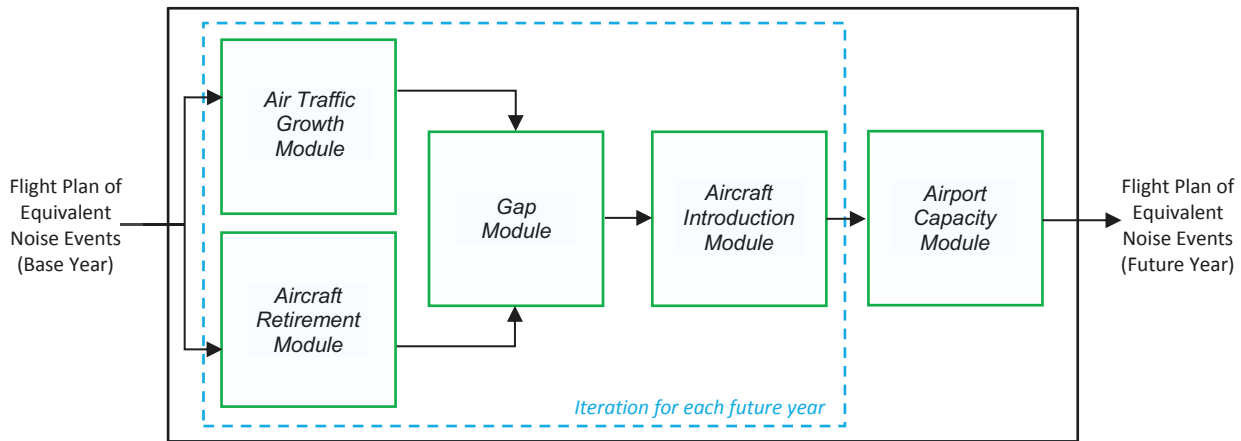 Flight Plan of
Equivalent
Noise Events
(Base Year)
Air Traffic
Growth
Module
Aircraft
Retirement
Module
Gap
Module
Aircraft
Introduction
Module
Iteration for each future year
Airport
Capacity
Module
Flight Plan of
Equivalent
Noise Events
(Future Year)